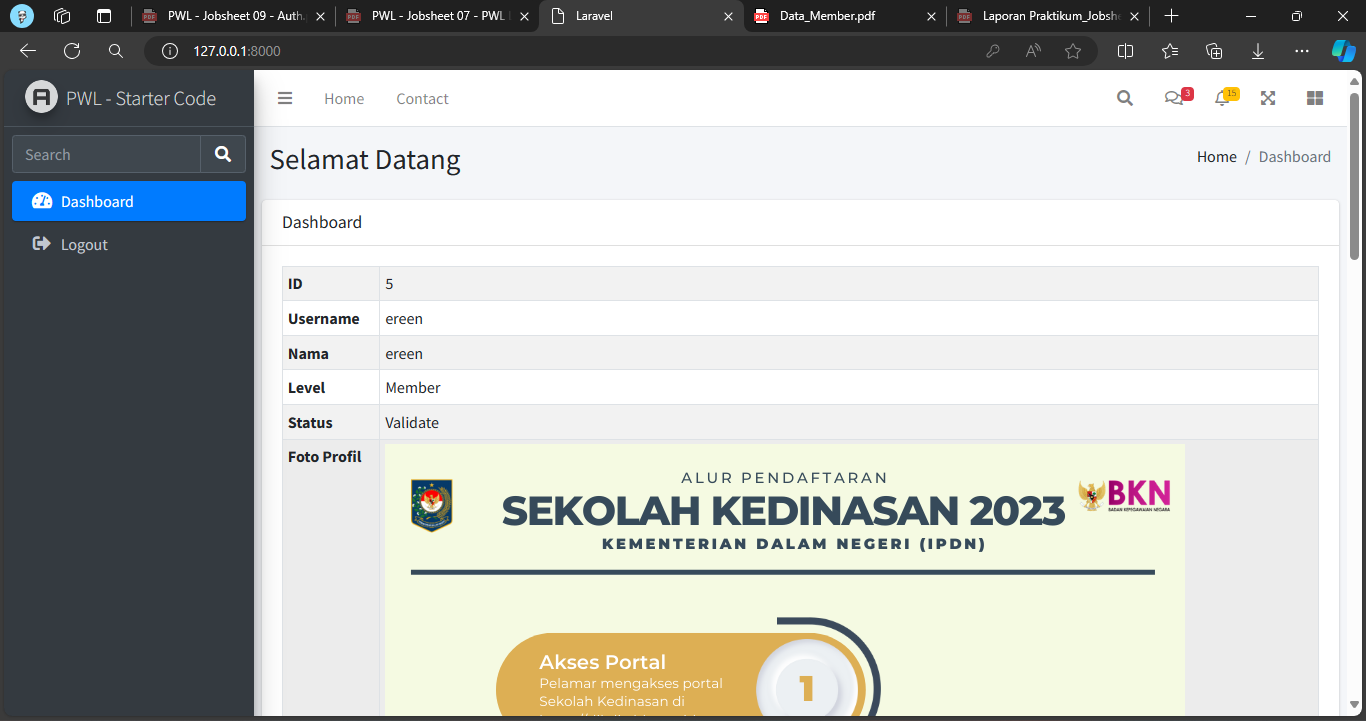 PWL - Jobsheet 09 - Auth.
PWL - Jobsheet 07 - PWL
Laravel
Data_Member.pdf
Laporan Praktikum_Jobshe
127.0.0.1:8000
PWL - Starter Code
Home
Contact
3
15
Search
Selamat Datang
Home / Dashboard
Dashboard
Logout
Dashboard
ID 5
Username ereen
Nama ereen
Level Member
Status Validate
Foto Profil
ALUR PENDAFTARAN
SEKOLAH KEDINASAN 2023
KEMENTERIAN DALAM NEGERI (IPDN)
BKN
BADAN KEPEGAWAIAN NEGARA
Akses Portal
Pelamar mengakses portal
Sekolah Kedinasan di
1